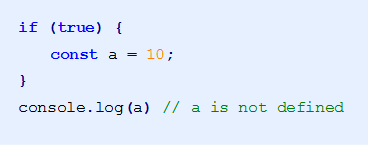 if (true) {
    const a = 10;
}
console.log(a) // a is not defined